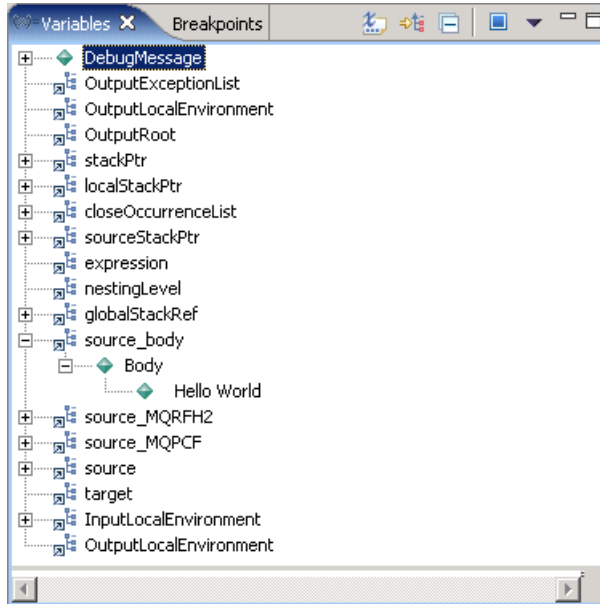 Variables Breakpoints
DebugMessage
OutputExceptionList
OutputLocalEnvironment
OutputRoot
stackPtr
localStackPtr
closeOccurrenceList
sourceStackPtr
expression
nestingLevel
globalStackRef
source_body
Body
Hello World
source_MQRFH2
source_MQPCF
source
target
InputLocalEnvironment
OutputLocalEnvironment